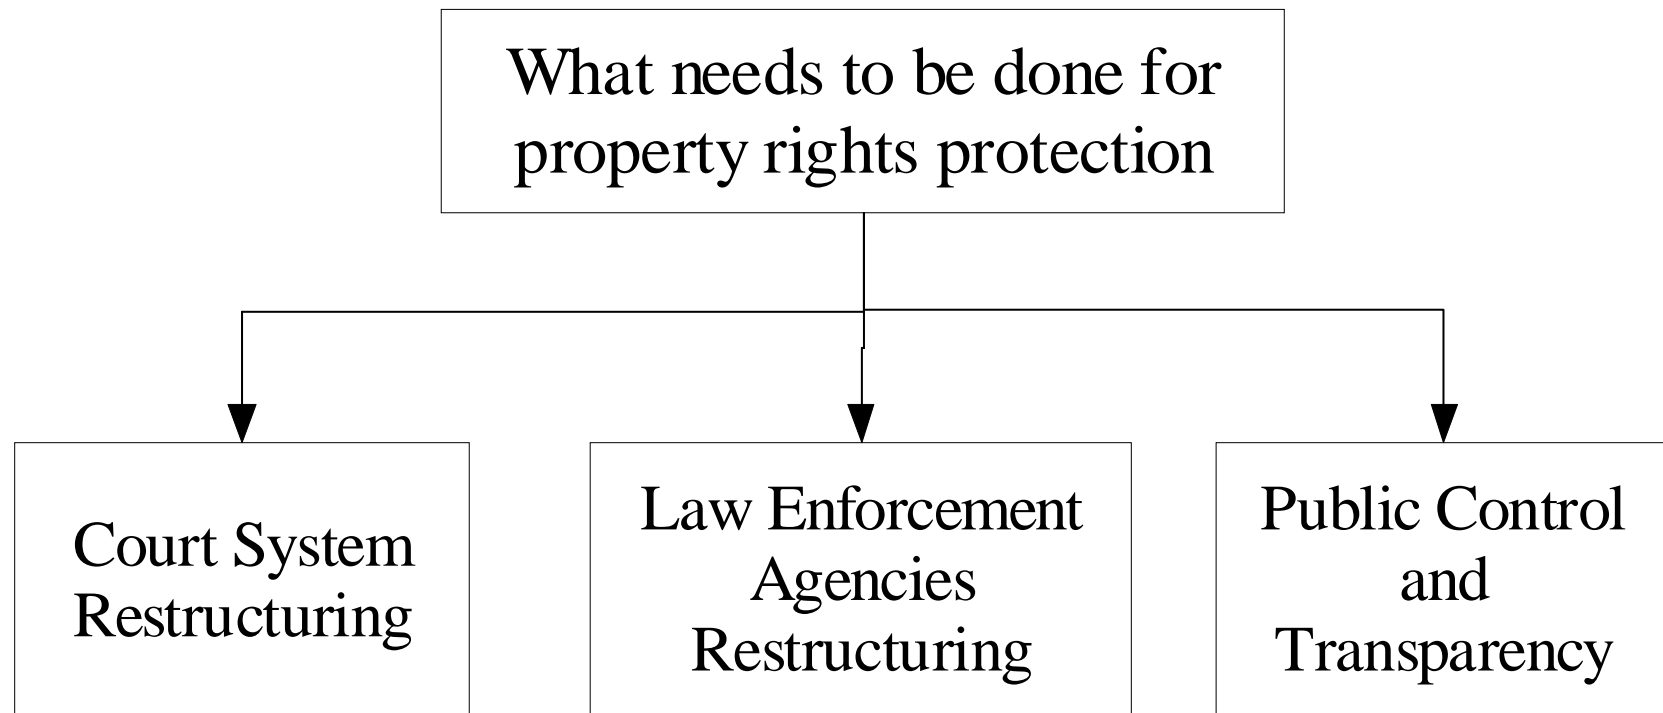 What needs to be done for
property rights protection
Court System
Restructuring
Law Enforcement
Agencies
Restructuring
Public Control
and
Transparency